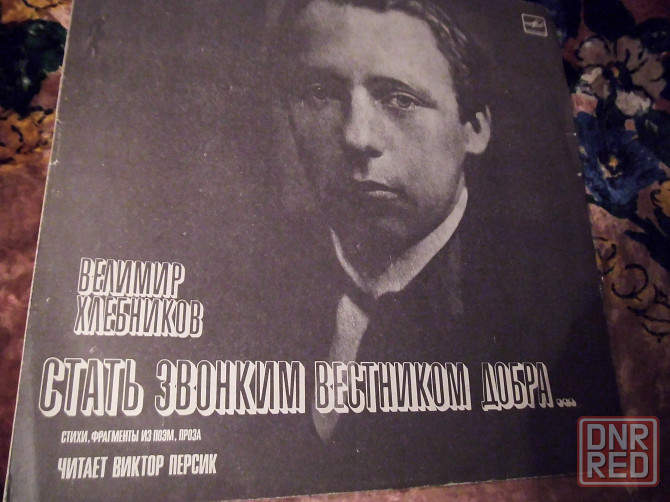 ВЕЛИМИР
ХЛЕБНИКОВ
СТАТЬ ЗВОНКИМ ВЕСТНИКОМ ДОБРА...
СТИХИ, ФРАГМЕНТЫ ИЗ ПОЭМ, ПРОЗА
ЧИТАЕТ ВИКТОР ПЕРСИК
DNR
RED